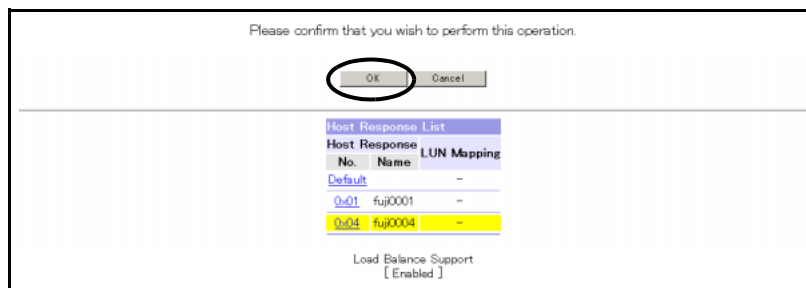 Please confirm that you wish to perform this operation.
OK Cancel
Host Response List
Host Response LUN Mapping
No. Name
Default -
0x01 fuji0001 -
0x04 fuji0004 -
Load Balance Support
[ Enabled ]